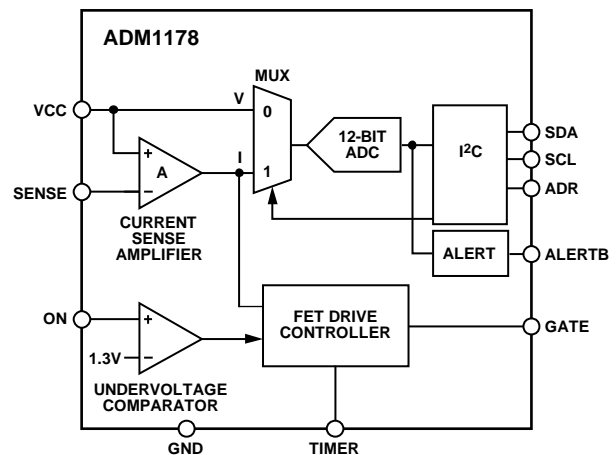 ADM1178
MUX
VCC
V
0
12-BIT
ADC
I²C
SDA
SCL
ADR
+
A
−
I
1
SENSE
CURRENT
SENSE
AMPLIFIER
ALERT
ALERTB
ON
+
1.3V
−
FET DRIVE
CONTROLLER
GATE
UNDERVOLTAGE
COMPARATOR
GND
TIMER